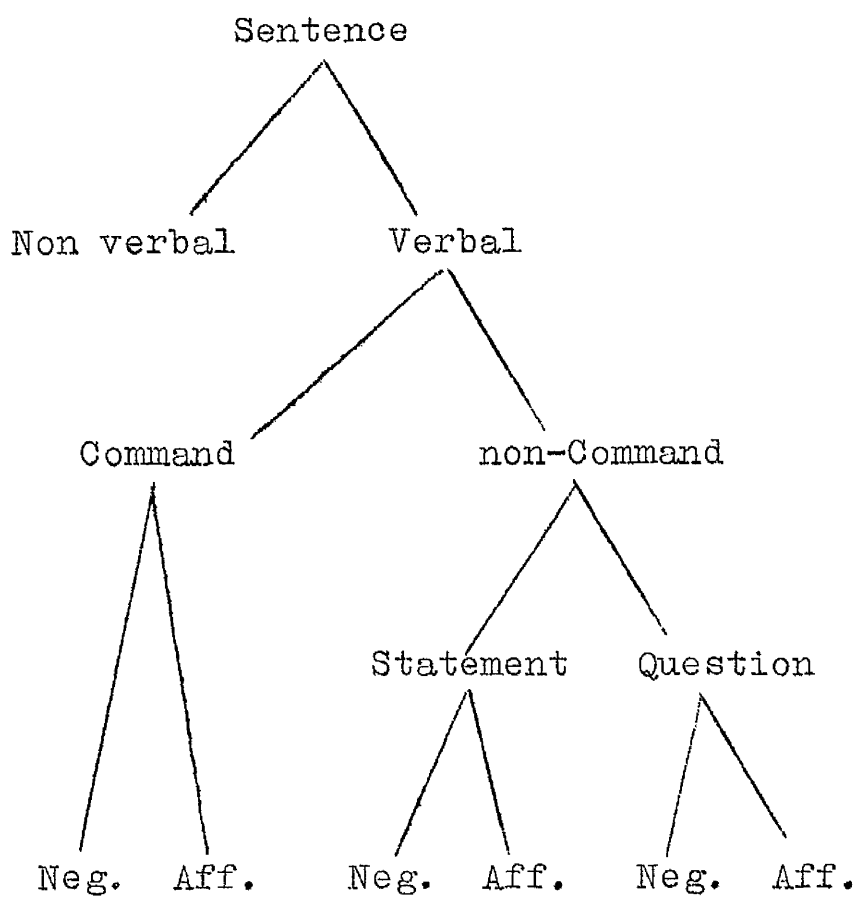 Sentence
Non verbal Verbal
Command non-Command
Statement Question
Neg. Aff. Neg. Aff. Neg. Aff.